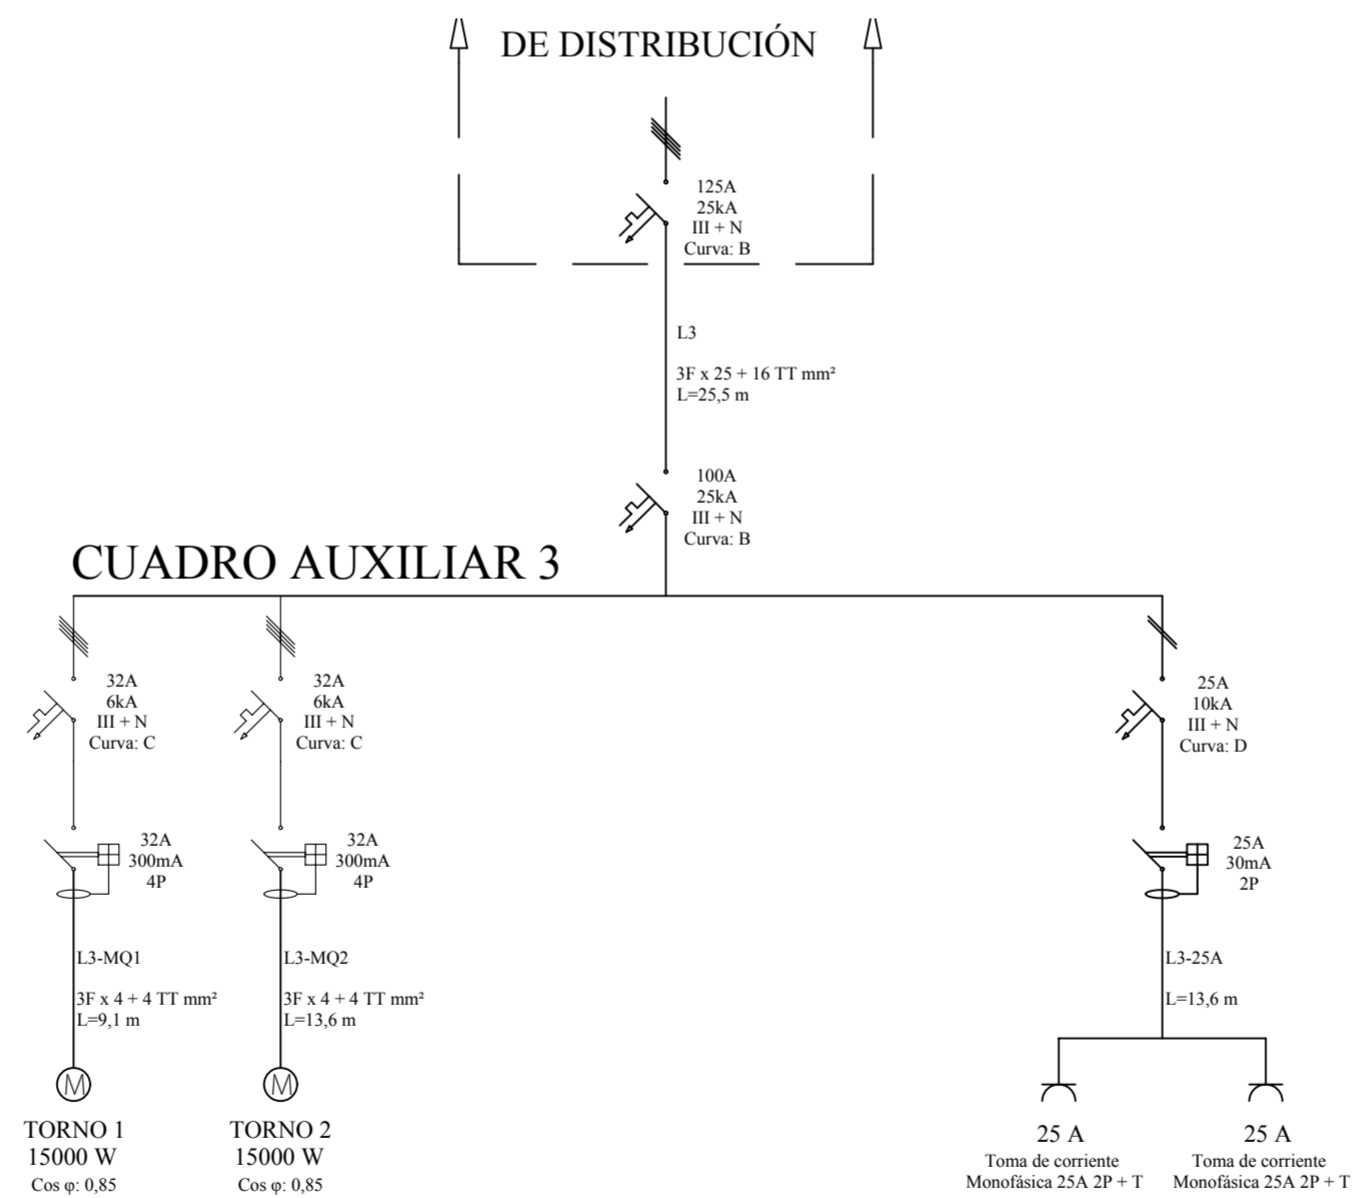 DE DISTRIBUCIÓN
125A
25kA
III + N
Curva: B
L3
3F x 25 + 16 TT mm²
L=25,5 m
100A
25kA
III + N
Curva: B
CUADRO AUXILIAR 3
32A
6kA
III + N
Curva: C
32A
300mA
4P
L3-MQ1
3F x 4 + 4 TT mm²
L=9,1 m
M
TORNO 1
15000 W
Cos φ: 0,85
32A
6kA
III + N
Curva: C
32A
300mA
4P
L3-MQ2
3F x 4 + 4 TT mm²
L=13,6 m
M
TORNO 2
15000 W
Cos φ: 0,85
25A
10kA
III + N
Curva: D
25A
30mA
2P
L3-25A
L=13,6 m
25 A
Toma de corriente
Monofásica 25A 2P + T
25 A
Toma de corriente
Monofásica 25A 2P + T